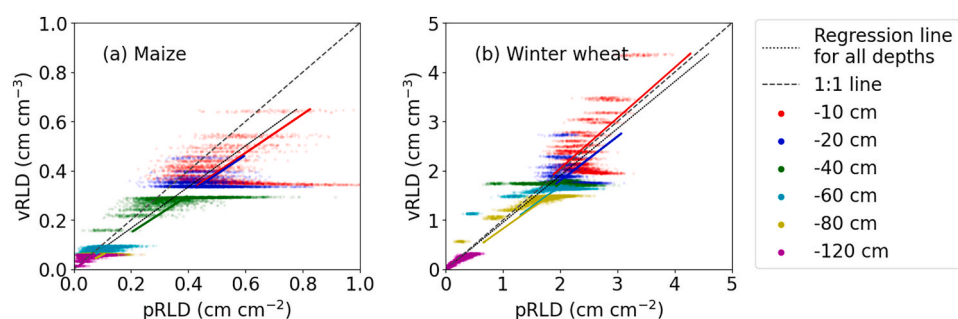 (a) Maize
1.0
0.8
0.6
0.4
0.2
0.0
vRLD (cm cm⁻³)
0.0 0.2 0.4 0.6 0.8 1.0
pRLD (cm cm⁻²)
(b) Winter wheat
5
4
3
2
1
0
vRLD (cm cm⁻³)
0 1 2 3 4 5
pRLD (cm cm⁻²)
Regression line
for all depths
1:1 line
-10 cm
-20 cm
-40 cm
-60 cm
-80 cm
-120 cm